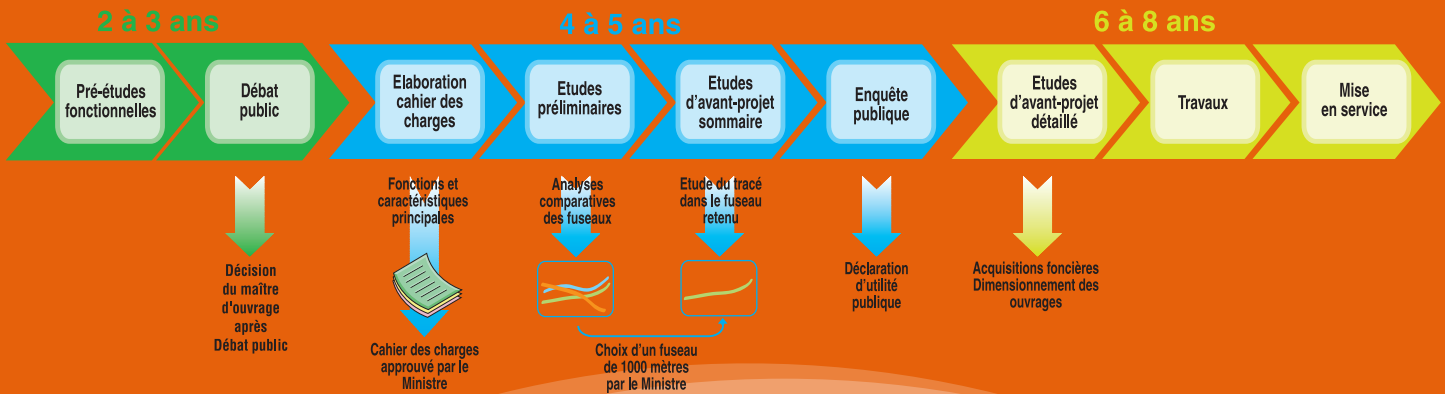 2 à 3 ans
4 à 5 ans
6 à 8 ans
Pré-études
fonctionnelles
Débat
public
Elaboration
cahier des
charges
Etudes
préliminaires
Etudes
d'avant-projet
sommaire
Enquête
publique
Etudes
d'avant-projet
détaillé
Travaux
Mise
en service
Décision
du maître
d'ouvrage
après
Débat public
Fonctions et
caractéristiques
principales
Cahier des charges
approuvé par le
Ministre
Analyses
comparatives
des fuseaux
Etude du tracé
dans le fuseau
retenu
Choix d'un fuseau
de 1000 mètres
par le Ministre
Déclaration
d'utilité
publique
Acquisitions foncières
Dimensionnement des
ouvrages